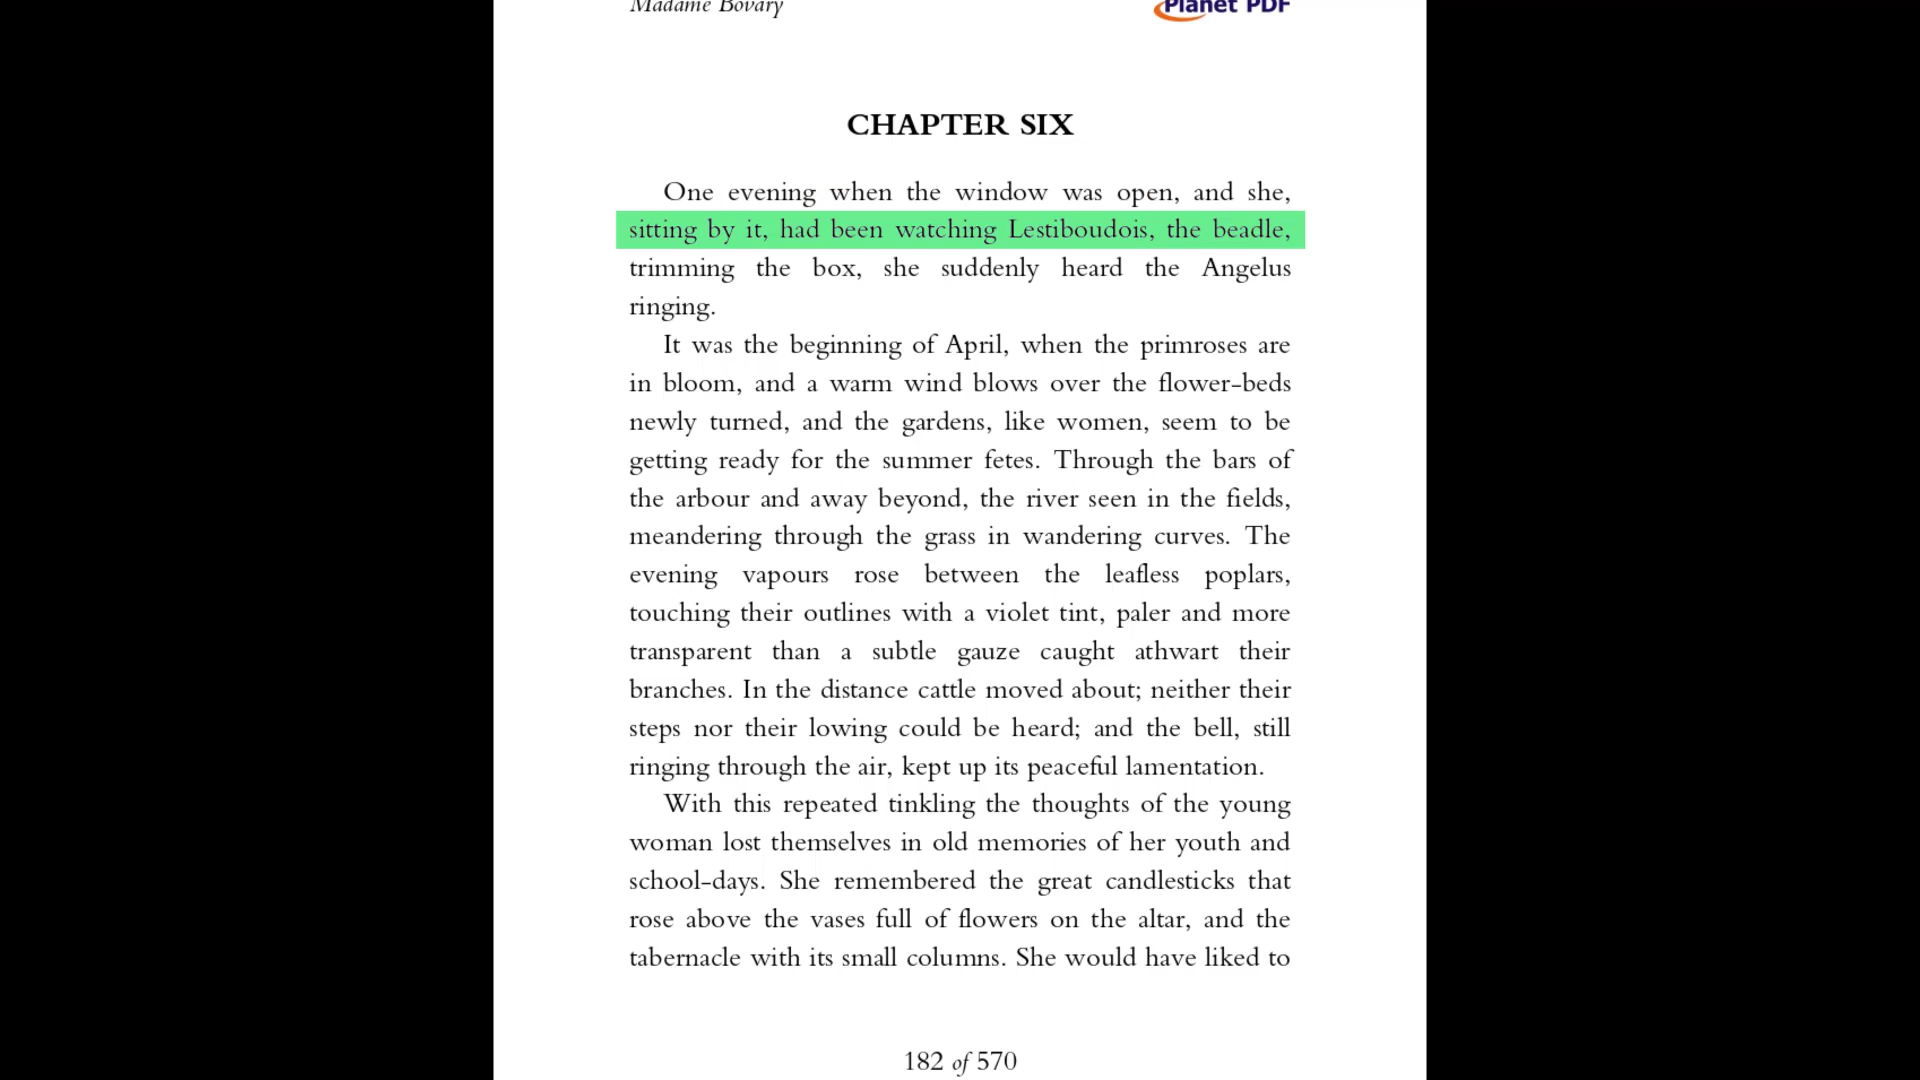 Madame Bovary
Planet PDF
CHAPTER SIX
One evening when the window was open, and she,
sitting by it, had been watching Lestiboudois, the beadle,
trimming the box, she suddenly heard the Angelus
ringing.
It was the beginning of April, when the primroses are
in bloom, and a warm wind blows over the flower-beds
newly turned, and the gardens, like women, seem to be
getting ready for the summer fetes. Through the bars of
the arbour and away beyond, the river seen in the fields,
meandering through the grass in wandering curves. The
evening vapours rose between the leafless poplars,
touching their outlines with a violet tint, paler and more
transparent than a subtle gauze caught athwart their
branches. In the distance cattle moved about; neither their
steps nor their lowing could be heard; and the bell, still
ringing through the air, kept up its peaceful lamentation.
With this repeated tinkling the thoughts of the young
woman lost themselves in old memories of her youth and
school-days. She remembered the great candlesticks that
rose above the vases full of flowers on the altar, and the
tabernacle with its small columns. She would have liked to
182 of 570